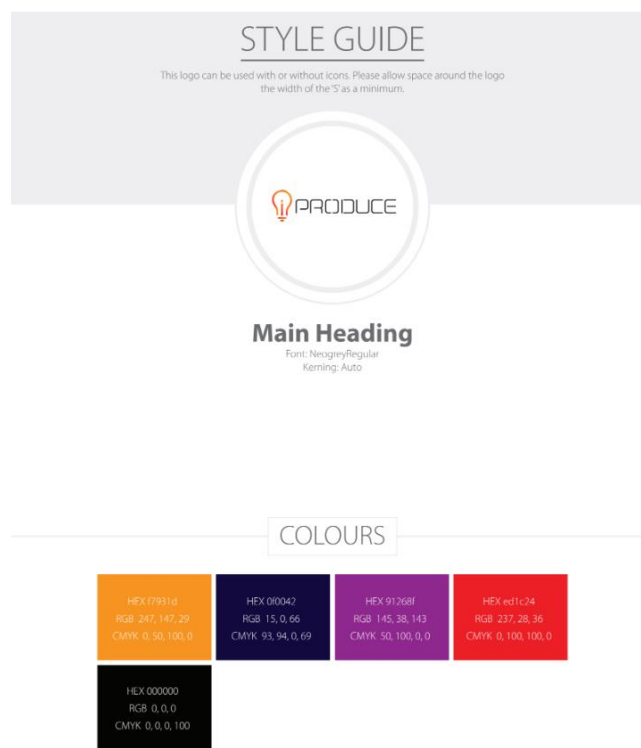 STYLE GUIDE
This logo can be used with or without icons. Please allow space around the logo
the width of the 'S' as a minimum.
iPRODUCE
Main Heading
Font: NeogreyRegular
Kerning: Auto
COLOURS
HEX f7931d
RGB 247, 147, 29
CMYK 0, 50, 100, 0
HEX 0f0042
RGB 15, 0, 66
CMYK 93, 94, 0, 69
HEX 91268f
RGB 145, 38, 143
CMYK 50, 100, 0, 0
HEX ed1c24
RGB 237, 28, 36
CMYK 0, 100, 100, 0
HEX 000000
RGB 0, 0, 0
CMYK 0, 0, 0, 100